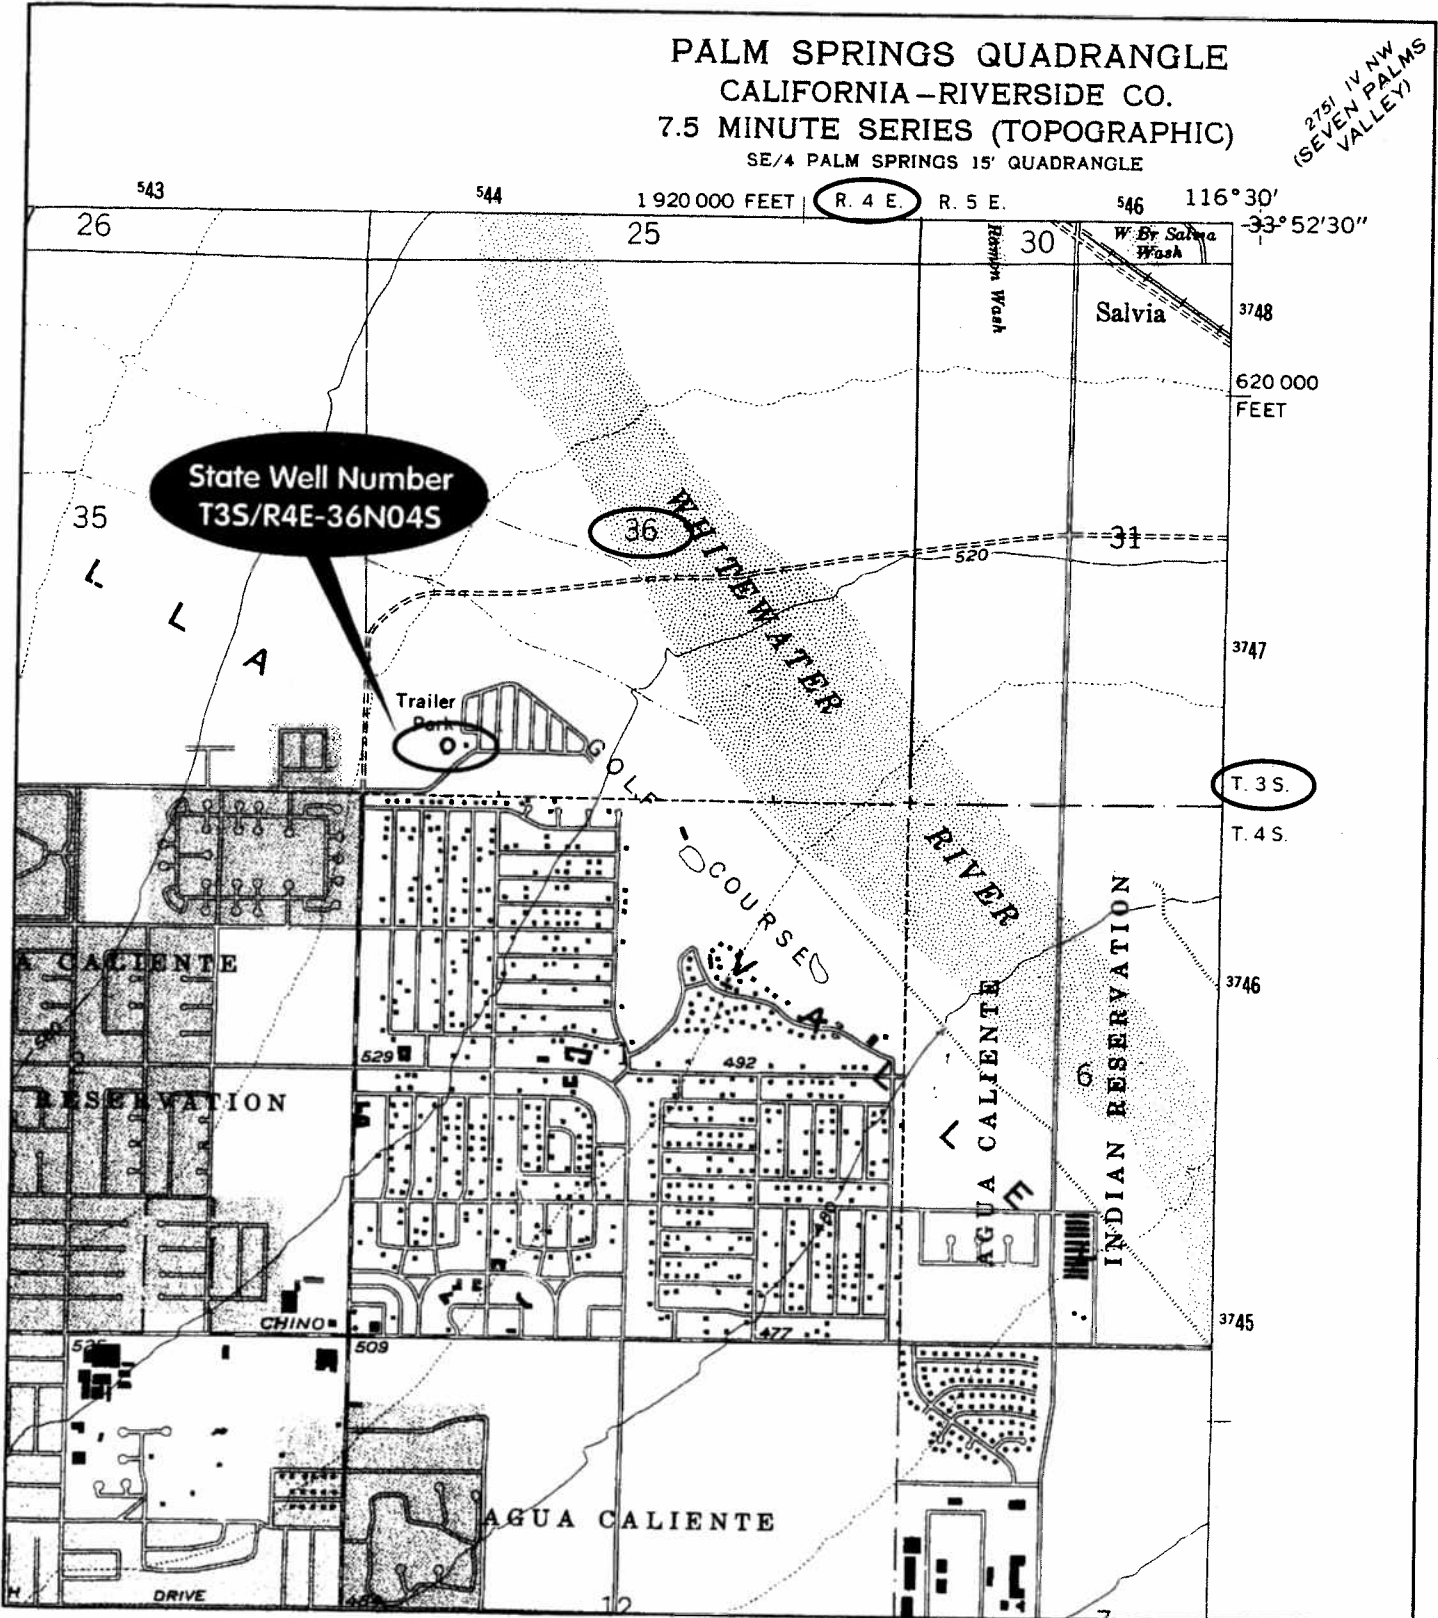 PALM SPRINGS QUADRANGLE
CALIFORNIA–RIVERSIDE CO.
7.5 MINUTE SERIES (TOPOGRAPHIC)
SE/4 PALM SPRINGS 15' QUADRANGLE
2751 IV NW
(SEVEN PALMS
VALLEY)
543
544
1 920 000 FEET
R. 4 E.
R. 5 E.
546
116° 30'
33° 52'30"
26
25
30
W Br Salvia
Wash
Wash
Salvia
3748
620 000
FEET
State Well Number
T3S/R4E-36N04S
35
36
31
520
WHITEWATER
RIVER
L
L
A
3747
Trailer
Park
GOLF
COURSE
T. 3 S.
T. 4 S.
A CALIENTE
RESERVATION
V
A
L
L
E
3746
529
492
6
AGUA CALIENTE
INDIAN RESERVATION
CHINO
509
477
3745
AGUA CALIENTE
DRIVE
12
7